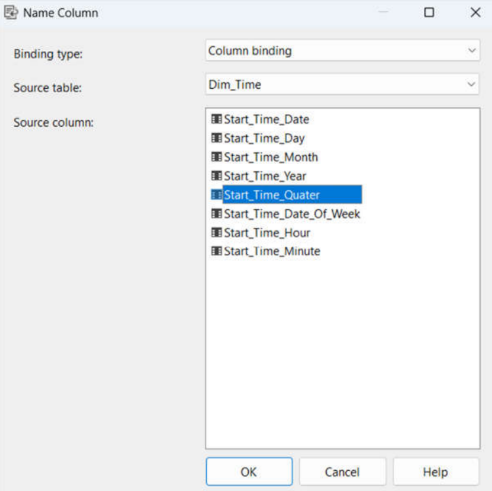 Name Column
Binding type:
Column binding
Source table:
Dim_Time
Source column:
Start_Time_Date
Start_Time_Day
Start_Time_Month
Start_Time_Year
Start_Time_Quater
Start_Time_Date_Of_Week
Start_Time_Hour
Start_Time_Minute
OK
Cancel
Help